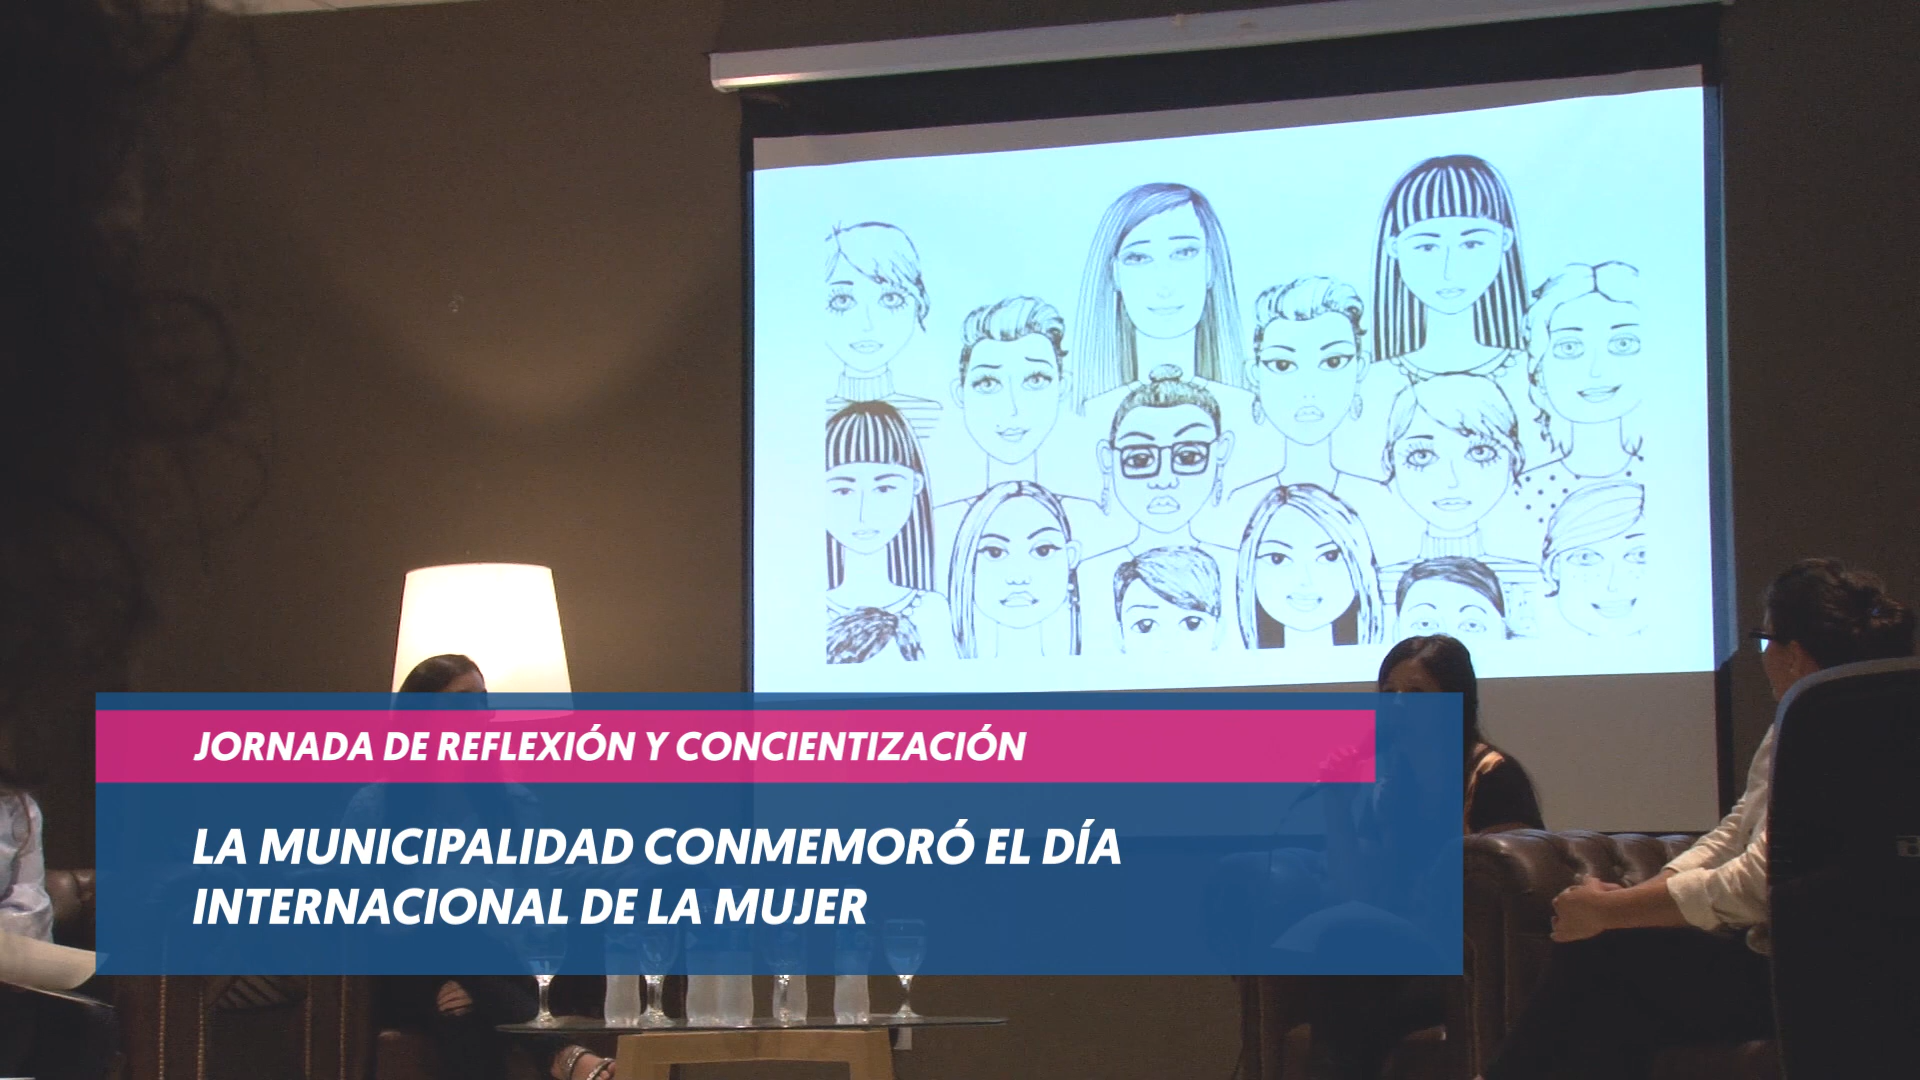 JORNADA DE REFLEXIÓN Y CONCIENTIZACIÓN
LA MUNICIPALIDAD CONMEMORÓ EL DÍA
INTERNACIONAL DE LA MUJER